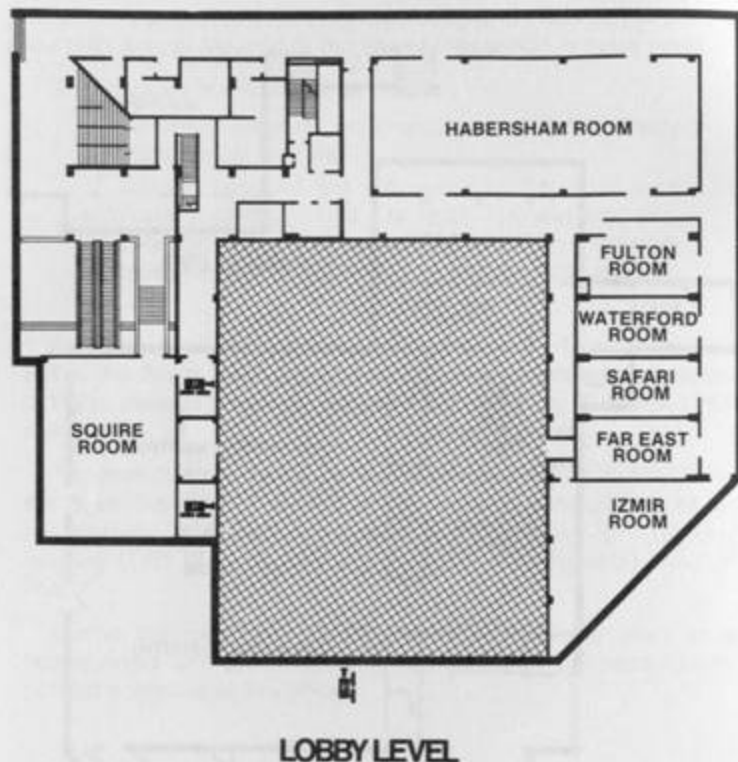 HABERSHAM ROOM
FULTON
ROOM
WATERFORD
ROOM
SAFARI
ROOM
FAR EAST
ROOM
SQUIRE
ROOM
IZMIR
ROOM
LOBBY LEVEL